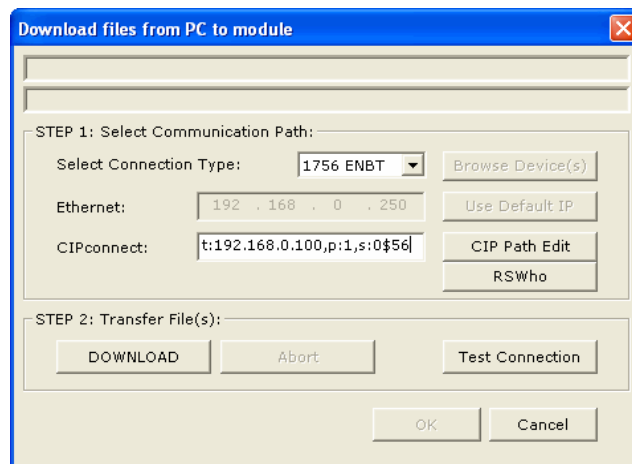 Download files from PC to module
STEP 1: Select Communication Path:
Select Connection Type: 1756 ENBT Browse Device(s)
Ethernet: 192 . 168 . 0 . 250 Use Default IP
CIPconnect: t:192.168.0.100,p:1,s:0$56 CIP Path Edit
RSWho
STEP 2: Transfer File(s):
DOWNLOAD Abort Test Connection
OK Cancel